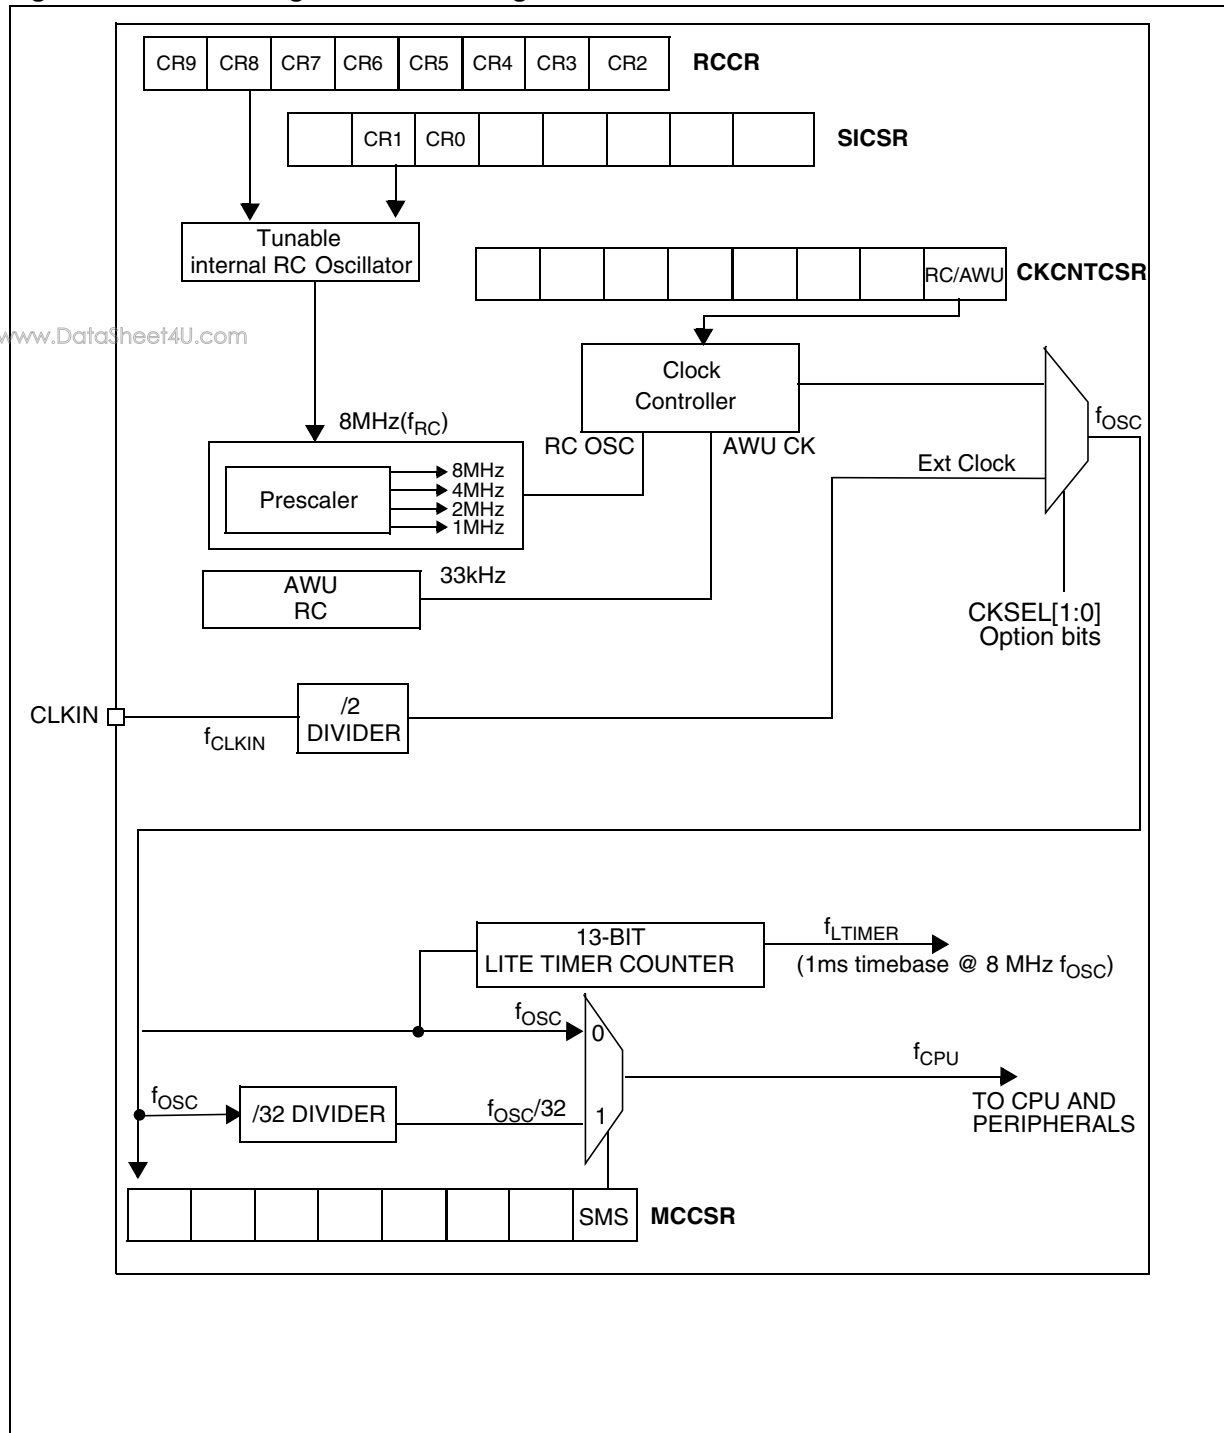 CR9 CR8 CR7 CR6 CR5 CR4 CR3 CR2 RCCR
CR1 CR0 SICSR
Tunable
internal RC Oscillator
RC/AWU CKCNTCSR
www.DataSheet4U.com
Clock
Controller
8MHz(fRC)
RC OSC AWU CK
fOSC
Ext Clock
Prescaler
8MHz
4MHz
2MHz
1MHz
AWU
RC
33kHz
CKSEL[1:0]
Option bits
CLKIN
fCLKIN
/2
DIVIDER
13-BIT
LITE TIMER COUNTER
fLTIMER
(1ms timebase @ 8 MHz fOSC)
fOSC
0
fCPU
TO CPU AND
PERIPHERALS
fOSC
/32 DIVIDER
fOSC/32
1
SMS MCCSR